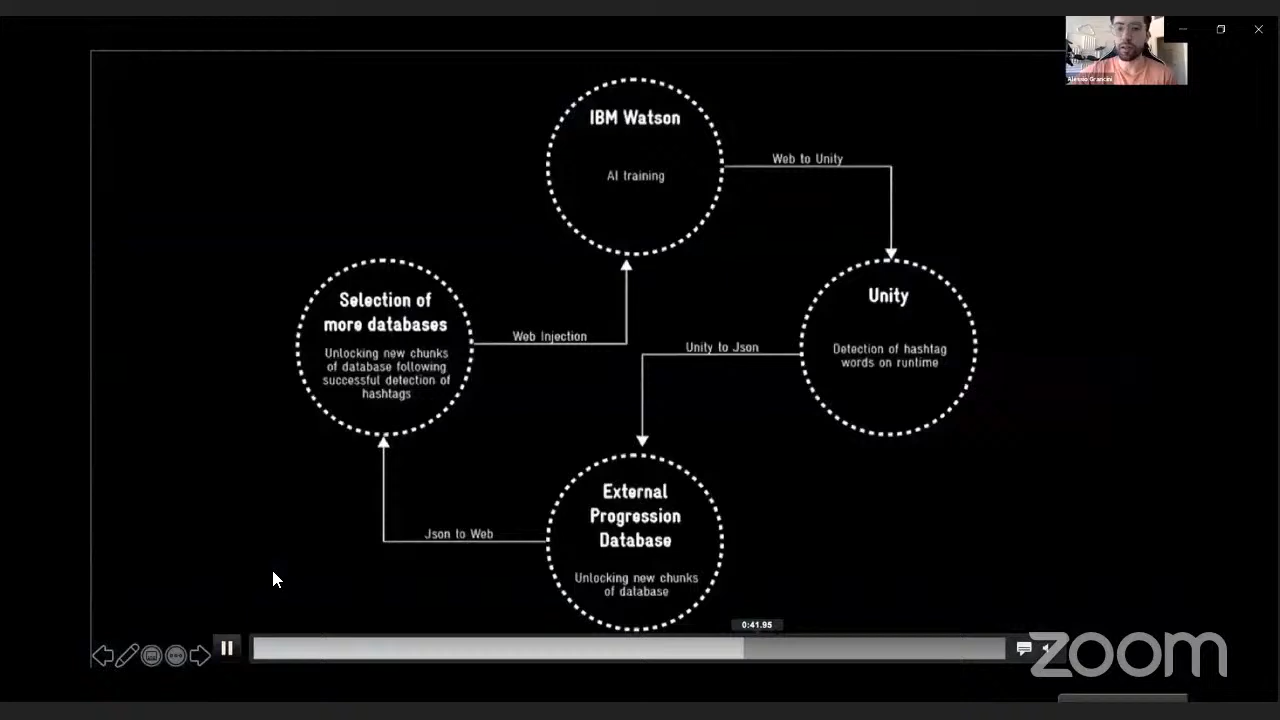 Alessio Grancini
IBM Watson
AI training
Web to Unity
Selection of
more databases
Unlocking new chunks
of database following
successful detection of
hashtags
Web Injection
Unity to Json
Unity
Detection of hashtag
words on runtime
External
Progression
Database
Unlocking new chunks
of database
Json to Web
0:41.95
zoom